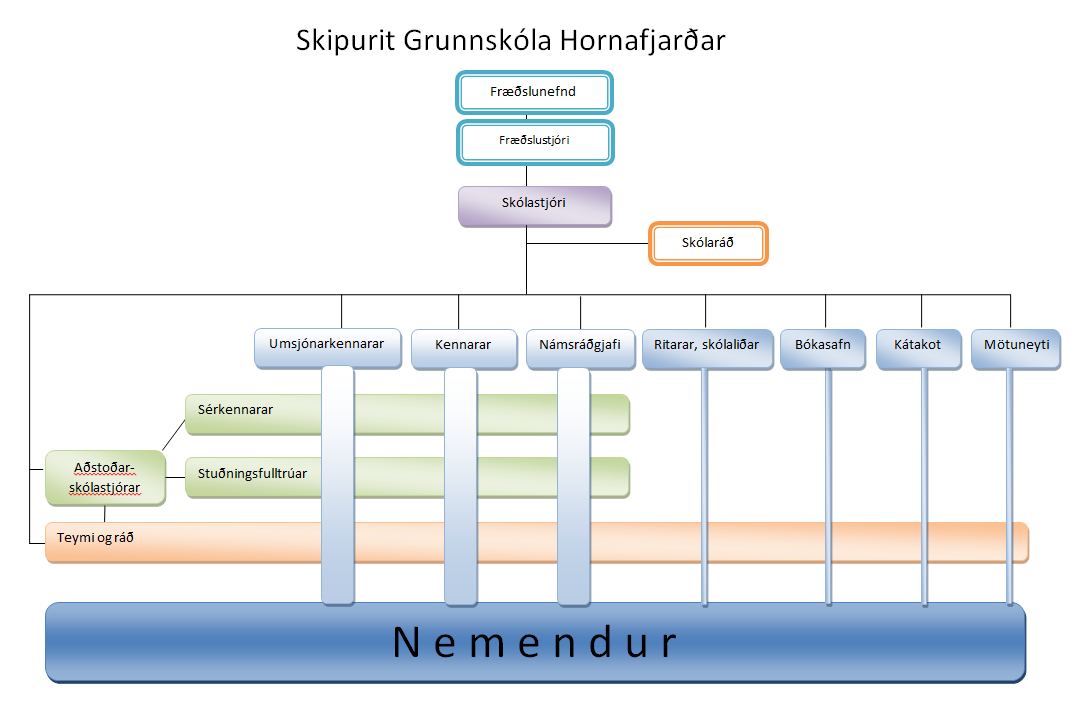 Skipurit Grunnskóla Hornafjarðar
Fræðslunefnd
Fræðslustjóri
Skólastjóri
Skólaráð
Umsjónarkennarar
Kennarar
Námsráðgjafi
Ritarar, skólaliðar
Bókasafn
Kátakot
Mötuneyti
Sérkennarar
Aðstoðar-
skólastjórar
Stuðningsfulltrúar
Teymi og ráð
Nemendur